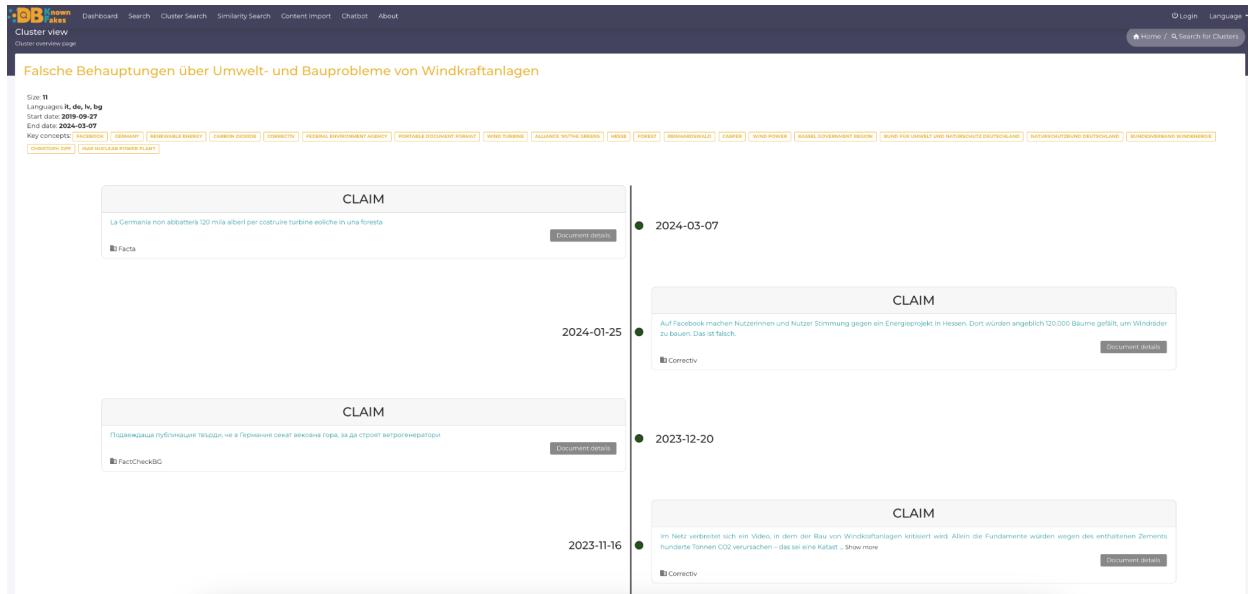 DB Known Fakes
Dashboard Search Cluster Search Similarity Search Content Import Chatbot About
Login Language
Cluster view
Cluster overview page
Home / Search for Clusters
Falsche Behauptungen über Umwelt- und Bauprobleme von Windkraftanlagen
Size: 11
Languages it, de, lv, bg
Start date: 2019-09-27
End date: 2024-03-07
Key concepts: FACEBOOK GERMANY RENEWABLE ENERGY CARBON DIOXIDE CORRECTIV FEDERAL ENVIRONMENT AGENCY PORTABLE DOCUMENT FORMAT WIND TURBINE ALLIANCE '90/THE GREENS HESSE FOREST REINHARDSWALD CASPER WIND POWER KASSEL GOVERNMENT REGION BUND FÜR UMWELT UND NATURSCHUTZ DEUTSCHLAND NATURSCHUTZBUND DEUTSCHLAND BUNDESVERBAND WINDENERGIE
CHRISTOPH ZIPF ISAR NUCLEAR POWER PLANT
CLAIM
La Germania non abbatterà 120 mila alberi per costruire turbine eoliche in una foresta
Document details
Facta
2024-03-07
CLAIM
2024-01-25
Auf Facebook machen Nutzerinnen und Nutzer Stimmung gegen ein Energieprojekt in Hessen. Dort würden angeblich 120.000 Bäume gefällt, um Windräder
zu bauen. Das ist falsch.
Document details
Correctiv
CLAIM
Подвеждаща публикация твърди, че в Германия секат вековна гора, за да строят ветрогенератори
Document details
FactCheckBG
2023-12-20
CLAIM
2023-11-16
Im Netz verbreitet sich ein Video, in dem der Bau von Windkraftanlagen kritisiert wird. Allein die Fundamente würden wegen des enthaltenen Zements
hunderte Tonnen CO2 verursachen – das sei eine Katast ... Show more
Document details
Correctiv